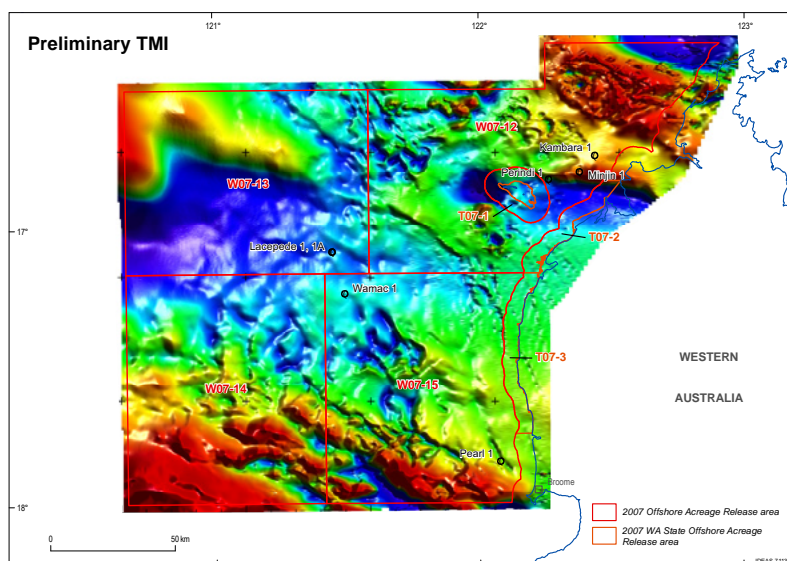 121°
122°
123°
Preliminary TMI
W07-12
Kambara 1
Perindi 1
Minjin 1
W07-13
T07-1
17°
T07-2
Lacepede 1, 1A
Wamac 1
T07-3
WESTERN
W07-14
W07-15
AUSTRALIA
Pearl 1
Broome
18°
2007 Offshore Acreage Release area
2007 WA State Offshore Acreage
Release area
0
50 km